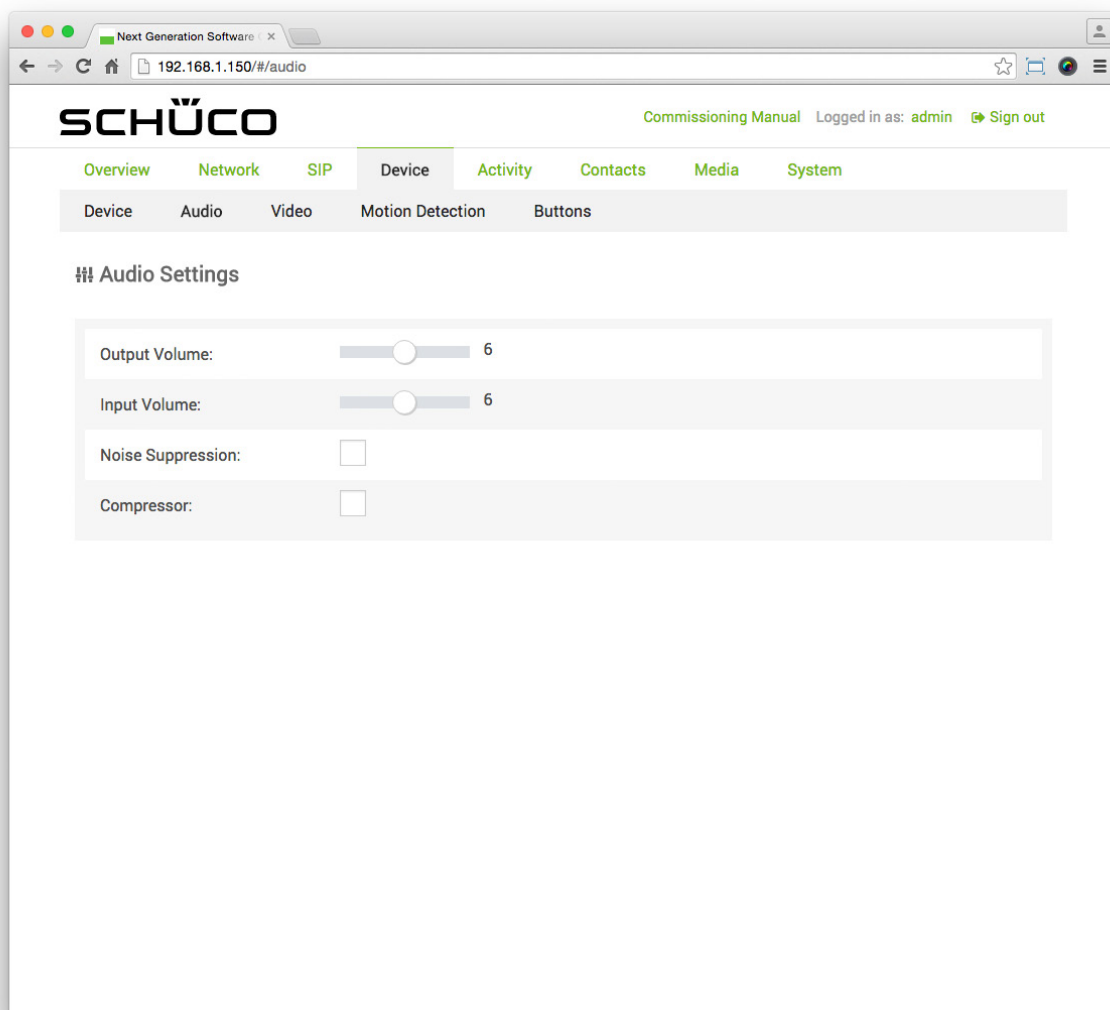 Next Generation Software
192.168.1.150/#/audio
SCHÜCO
Commissioning Manual Logged in as: admin Sign out
Overview Network SIP Device Activity Contacts Media System
Device Audio Video Motion Detection Buttons
Audio Settings
Output Volume: 6
Input Volume: 6
Noise Suppression:
Compressor: